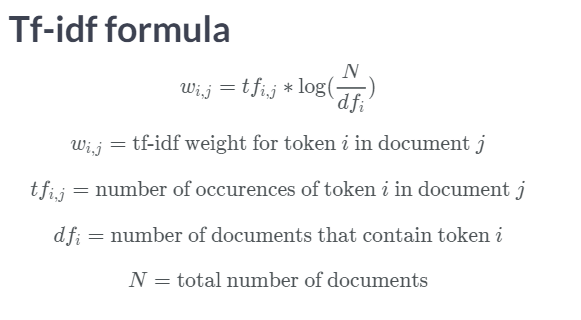 Tf-idf formula
w_{i,j} = tf_{i,j} * log(N/df_i)
w_{i,j} = tf-idf weight for token i in document j
tf_{i,j} = number of occurences of token i in document j
df_i = number of documents that contain token i
N = total number of documents